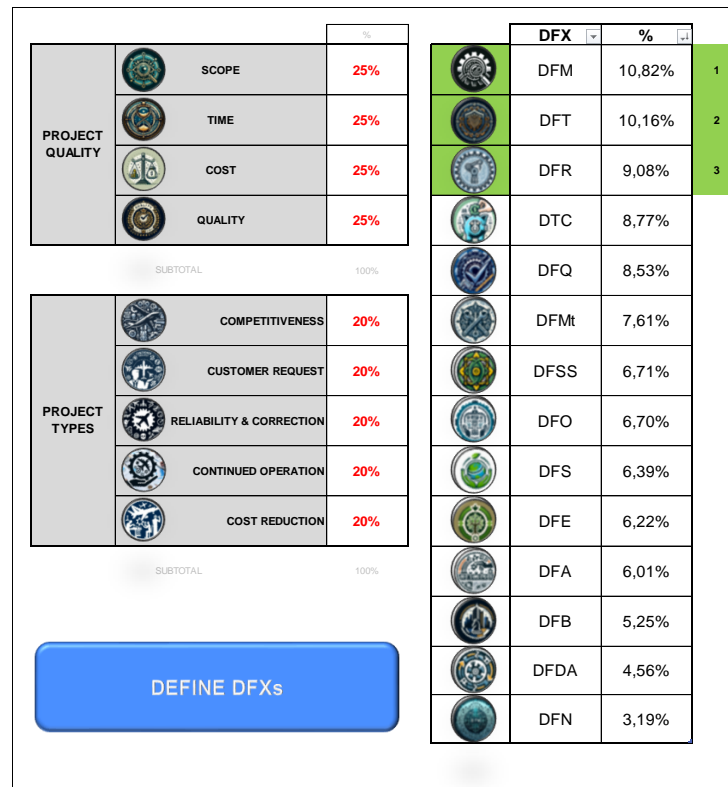 %
PROJECT QUALITY
SCOPE 25%
TIME 25%
COST 25%
QUALITY 25%
SUBTOTAL 100%
PROJECT TYPES
COMPETITIVENESS 20%
CUSTOMER REQUEST 20%
RELIABILITY & CORRECTION 20%
CONTINUED OPERATION 20%
COST REDUCTION 20%
SUBTOTAL 100%
DEFINE DFXs
DFX %
DFM 10,82% 1
DFT 10,16% 2
DFR 9,08% 3
DTC 8,77%
DFQ 8,53%
DFMt 7,61%
DFSS 6,71%
DFO 6,70%
DFS 6,39%
DFE 6,22%
DFA 6,01%
DFB 5,25%
DFDA 4,56%
DFN 3,19%